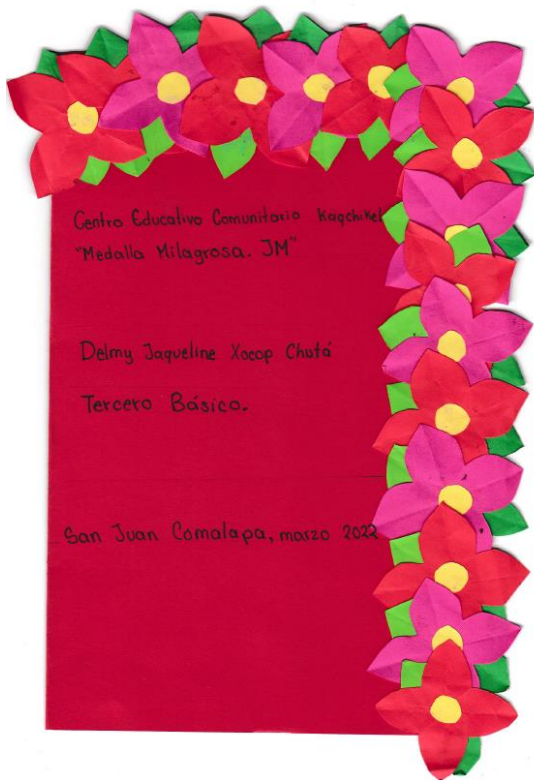 Centro Educativo Comunitario Kaqchikel
"Medalla Milagrosa. JM"
Delmy Jaqueline Xocop Chutá
Tercero Básico.
San Juan Comalapa, marzo 2022